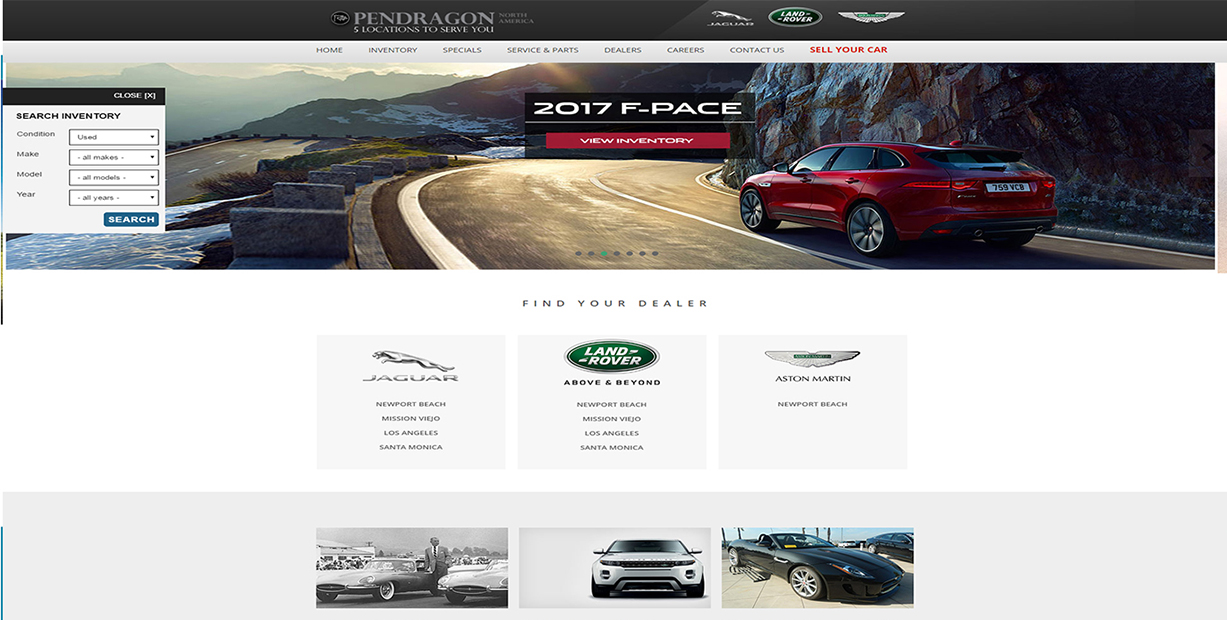 PENDRAGON NORTH AMERICA
5 LOCATIONS TO SERVE YOU
JAGUAR
LAND-
-ROVER
HOME INVENTORY SPECIALS SERVICE & PARTS DEALERS CAREERS CONTACT US SELL YOUR CAR
CLOSE [X]
SEARCH INVENTORY
Condition Used
Make - all makes -
Model - all models -
Year - all years -
SEARCH
2017 F-PACE
VIEW INVENTORY
759 VCB
FIND YOUR DEALER
JAGUAR
NEWPORT BEACH
MISSION VIEJO
LOS ANGELES
SANTA MONICA
LAND-
-ROVER
ABOVE & BEYOND
NEWPORT BEACH
MISSION VIEJO
LOS ANGELES
SANTA MONICA
ASTON MARTIN
NEWPORT BEACH